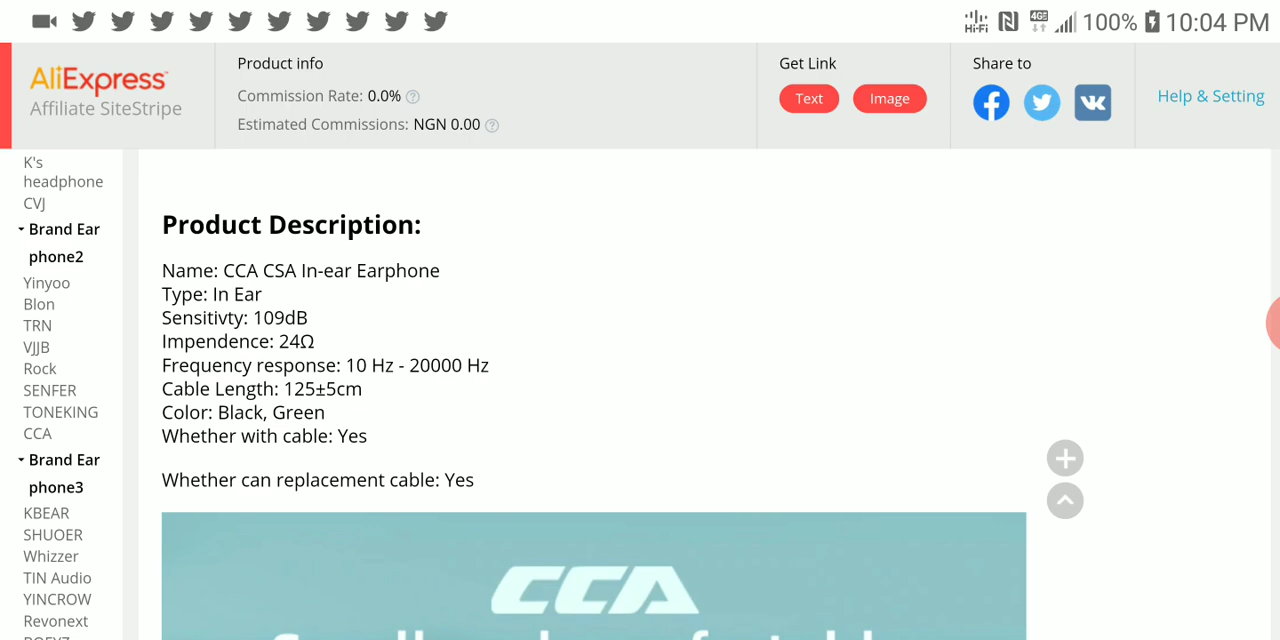 Hi-Fi 4GE 100% 10:04 PM
AliExpress
Affiliate SiteStripe
Product info
Commission Rate: 0.0% ?
Estimated Commissions: NGN 0.00 ?
Get Link
Text Image
Share to
Help & Setting
K's
headphone
CVJ
Brand Ear
phone2
Yinyoo
Blon
TRN
VJJB
Rock
SENFER
TONEKING
CCA
Brand Ear
phone3
KBEAR
SHUOER
Whizzer
TIN Audio
YINCROW
Revonext
Product Description:
Name: CCA CSA In-ear Earphone
Type: In Ear
Sensitivty: 109dB
Impendence: 24Ω
Frequency response: 10 Hz - 20000 Hz
Cable Length: 125±5cm
Color: Black, Green
Whether with cable: Yes
Whether can replacement cable: Yes
CCA